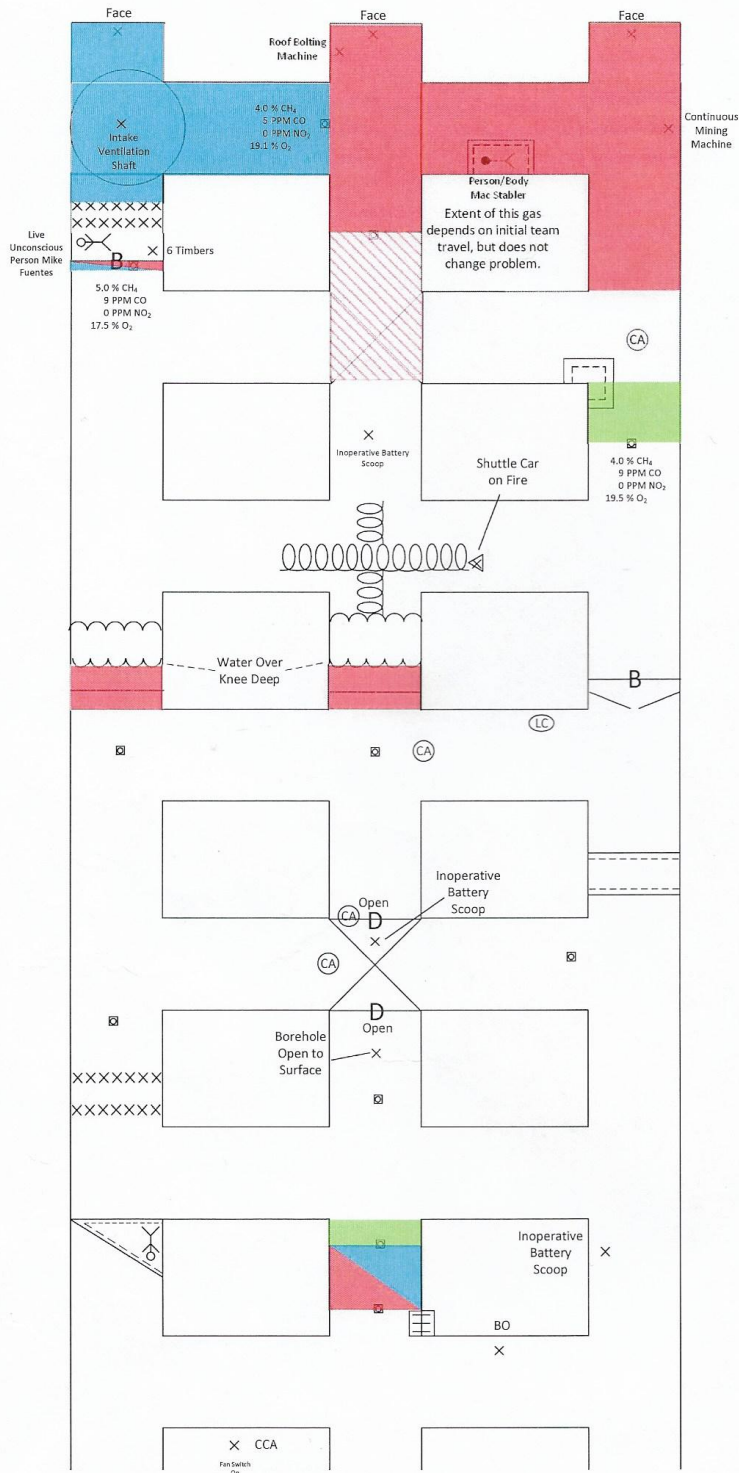 Face
Face
Face
Roof Bolting
Machine
Continuous
Mining
Machine
4.0 % CH₄
5 PPM CO
0 PPM NO₂
19.1 % O₂
Intake
Ventilation
Shaft
Person/Body
Mac Stabler
Extent of this gas
depends on initial team
travel, but does not
change problem.
Live
Unconscious
Person Mike
Fuentes
6 Timbers
B
5.0 % CH₄
9 PPM CO
0 PPM NO₂
17.5 % O₂
CA
Inoperative Battery
Scoop
Shuttle Car
on Fire
4.0 % CH₄
9 PPM CO
0 PPM NO₂
19.5 % O₂
Water Over
Knee Deep
B
LC
CA
Inoperative
Battery
Scoop
Open
CA
D
CA
D
Open
Borehole
Open to
Surface
Inoperative
Battery
Scoop
BO
CCA
Fan Switch